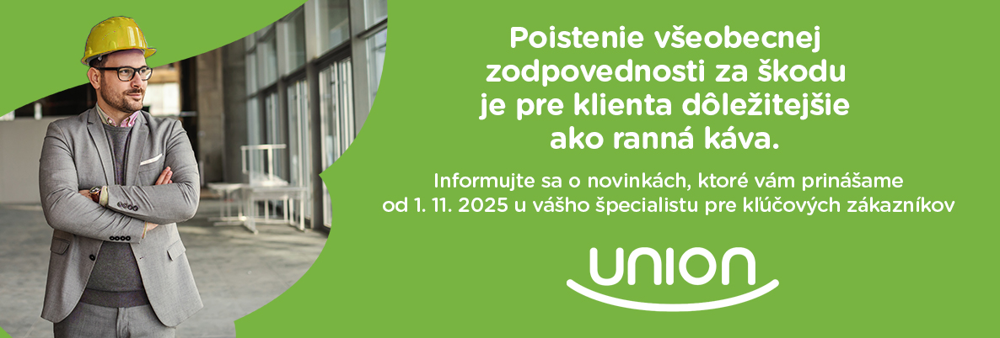 Poistenie všeobecnej
zodpovednosti za škodu
je pre klienta dôležitejšie
ako ranná káva.
Informujte sa o novinkách, ktoré vám prinášame
od 1. 11. 2025 u vášho špecialistu pre kľúčových zákazníkov
UNION